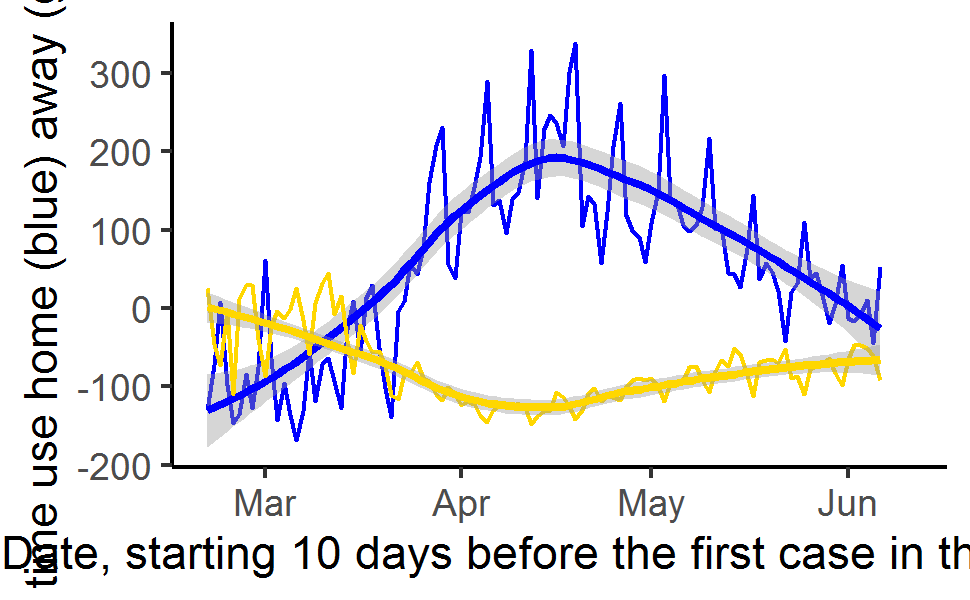 time use home (blue) away (
300
200
100
0
-100
-200
Mar Apr May Jun
Date, starting 10 days before the first case in th